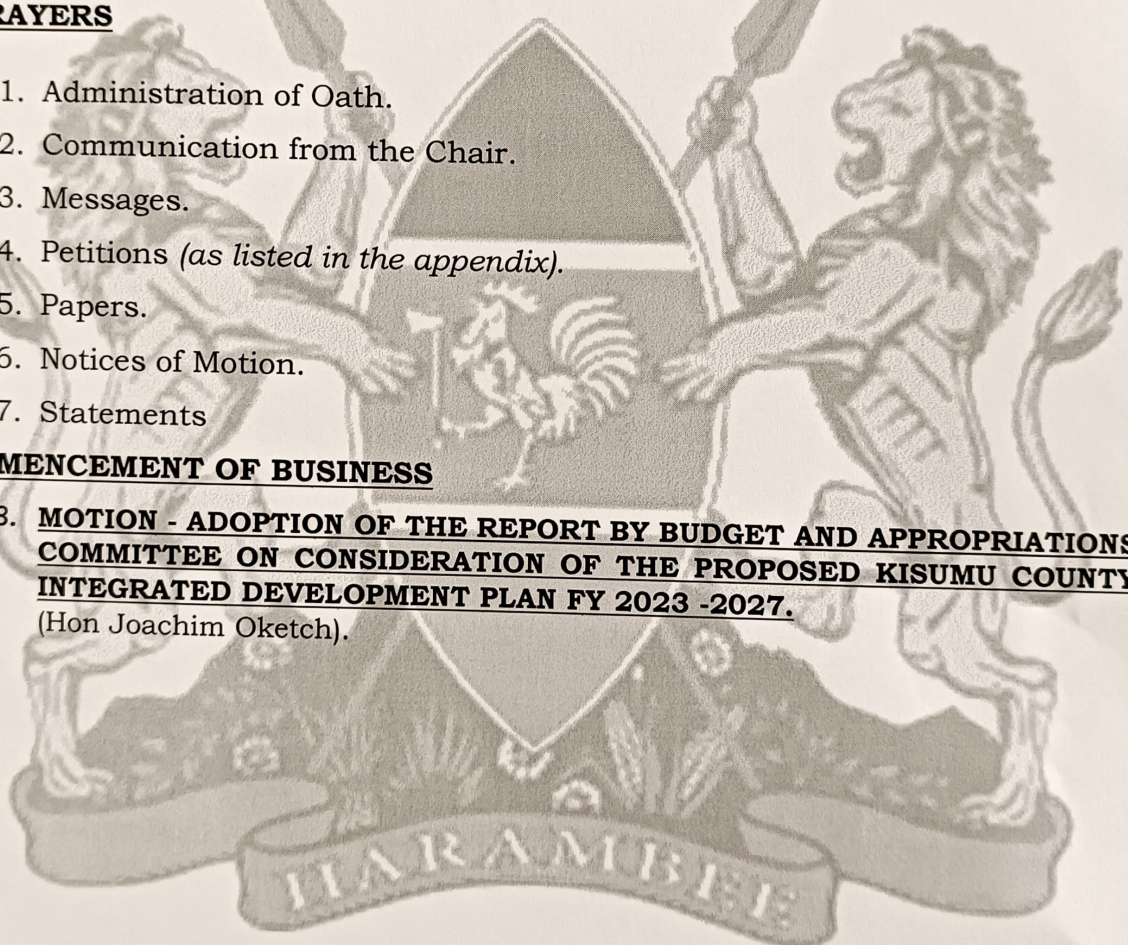 RAYERS
1. Administration of Oath.
2. Communication from the Chair.
3. Messages.
4. Petitions (as listed in the appendix).
5. Papers.
6. Notices of Motion.
7. Statements
MENCEMENT OF BUSINESS
8. MOTION - ADOPTION OF THE REPORT BY BUDGET AND APPROPRIATIONS
COMMITTEE ON CONSIDERATION OF THE PROPOSED KISUMU COUNTY
INTEGRATED DEVELOPMENT PLAN FY 2023 -2027.
(Hon Joachim Oketch).
HARAMBEE